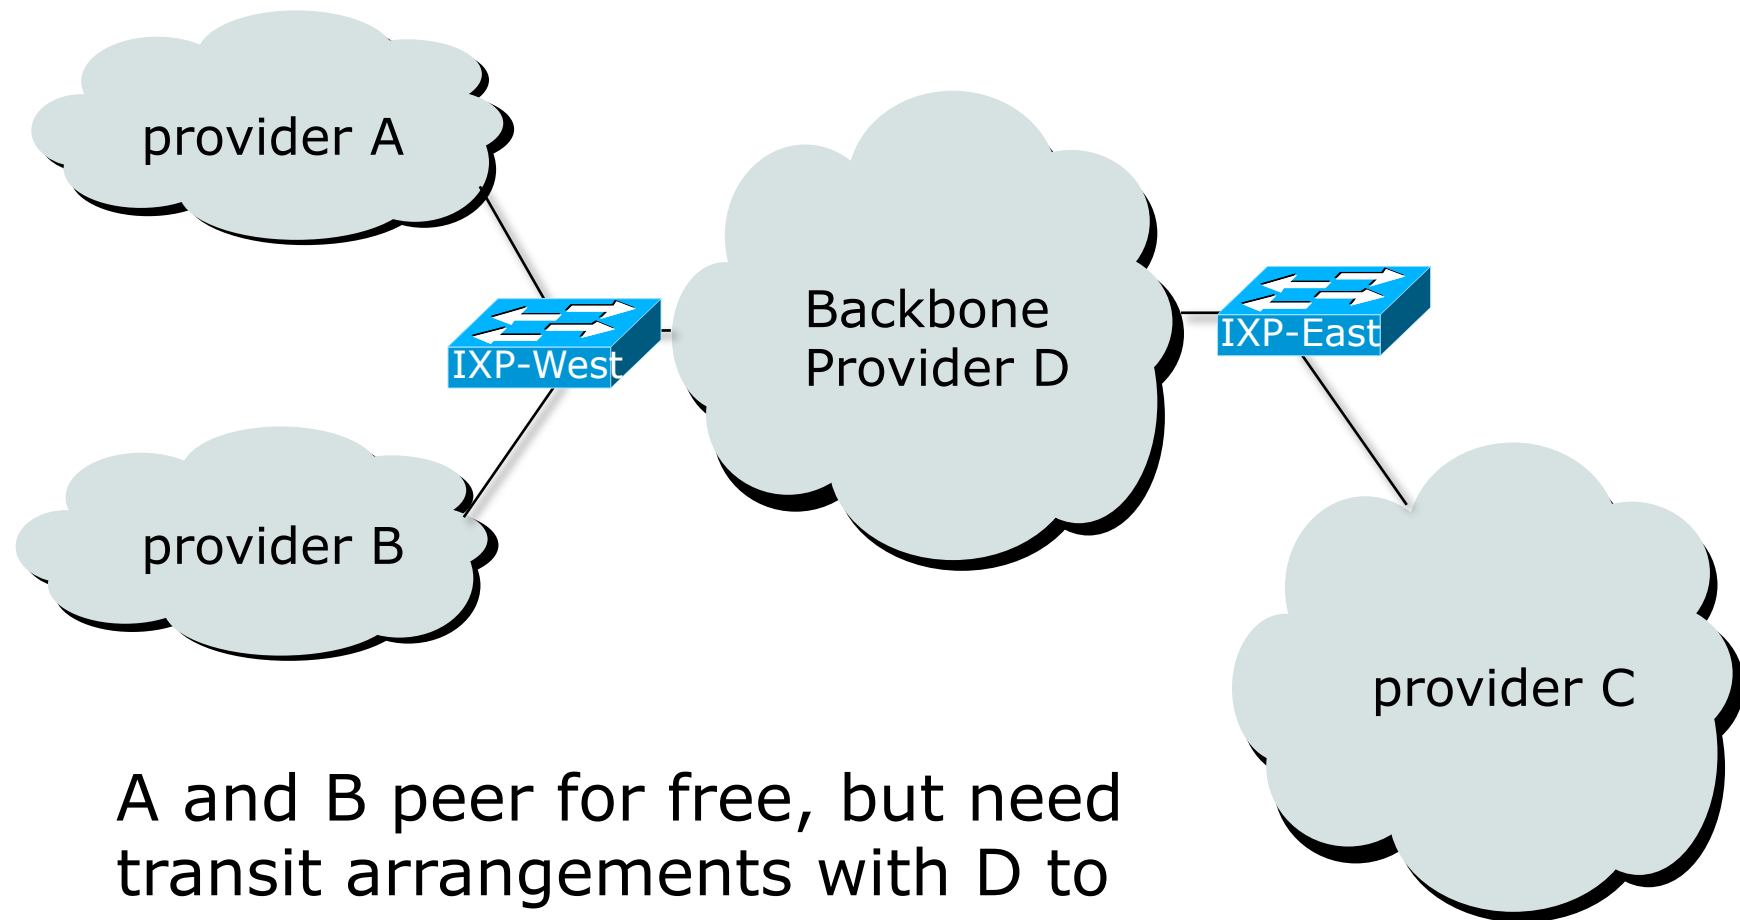 provider A
Backbone
Provider D
IXP-East
IXP-West
provider B
provider C
A and B peer for free, but need
transit arrangements with D to